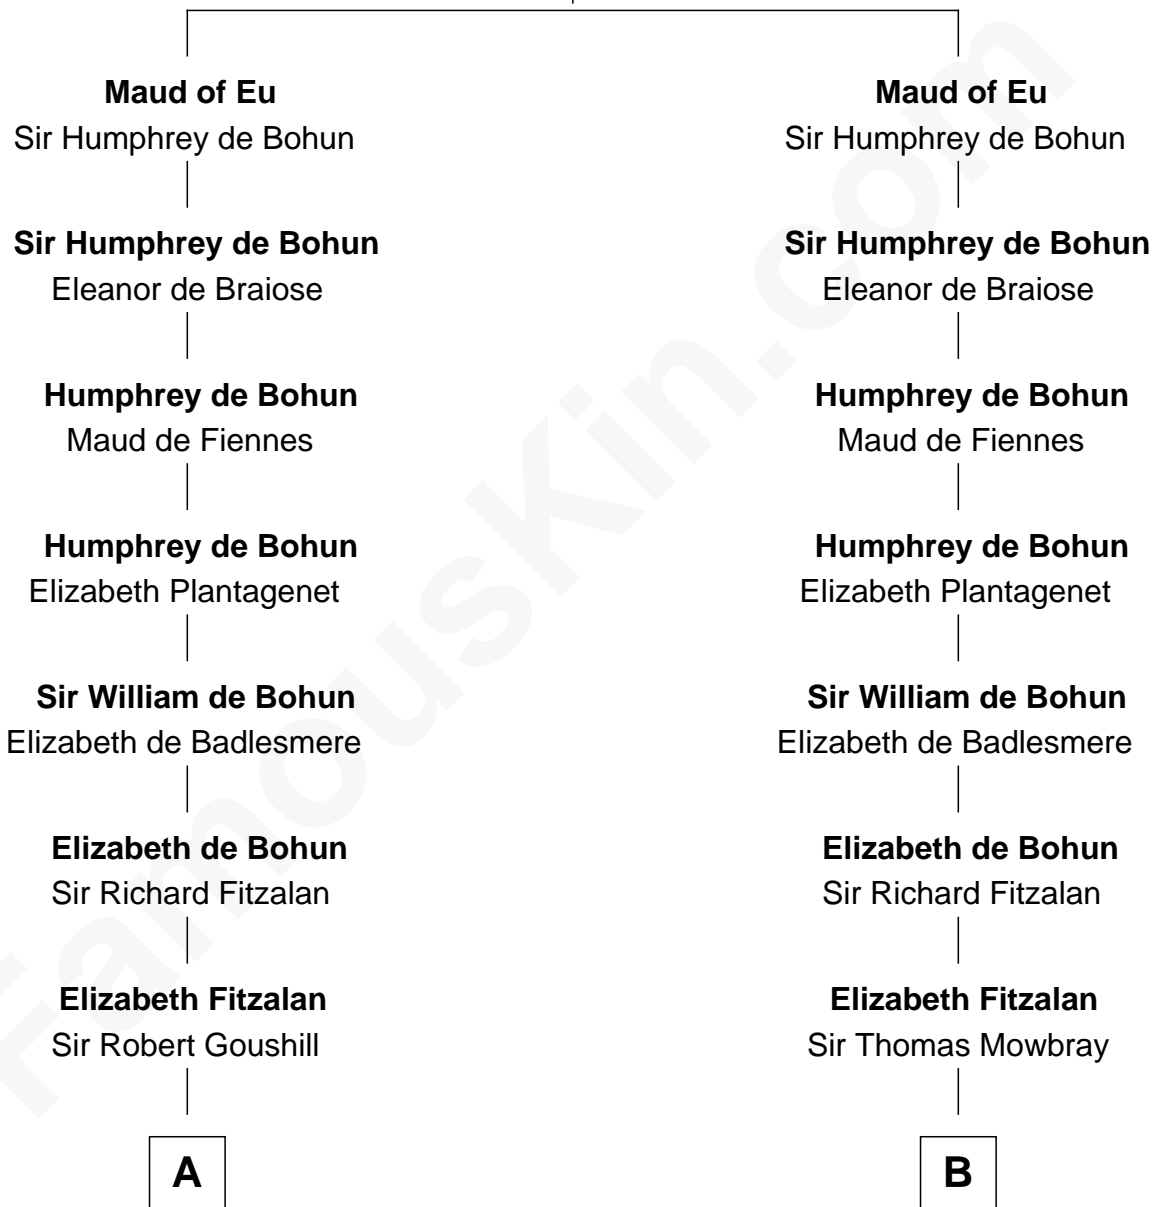 Maud of Eu
Sir Humphrey de Bohun
Sir Humphrey de Bohun
Eleanor de Braiose
Humphrey de Bohun
Maud de Fiennes
Humphrey de Bohun
Elizabeth Plantagenet
Sir William de Bohun
Elizabeth de Badlesmere
Elizabeth de Bohun
Sir Richard Fitzalan
Elizabeth Fitzalan
Sir Robert Goushill
A
Maud of Eu
Sir Humphrey de Bohun
Sir Humphrey de Bohun
Eleanor de Braiose
Humphrey de Bohun
Maud de Fiennes
Humphrey de Bohun
Elizabeth Plantagenet
Sir William de Bohun
Elizabeth de Badlesmere
Elizabeth de Bohun
Sir Richard Fitzalan
Elizabeth Fitzalan
Sir Thomas Mowbray
B
FamousKin.com